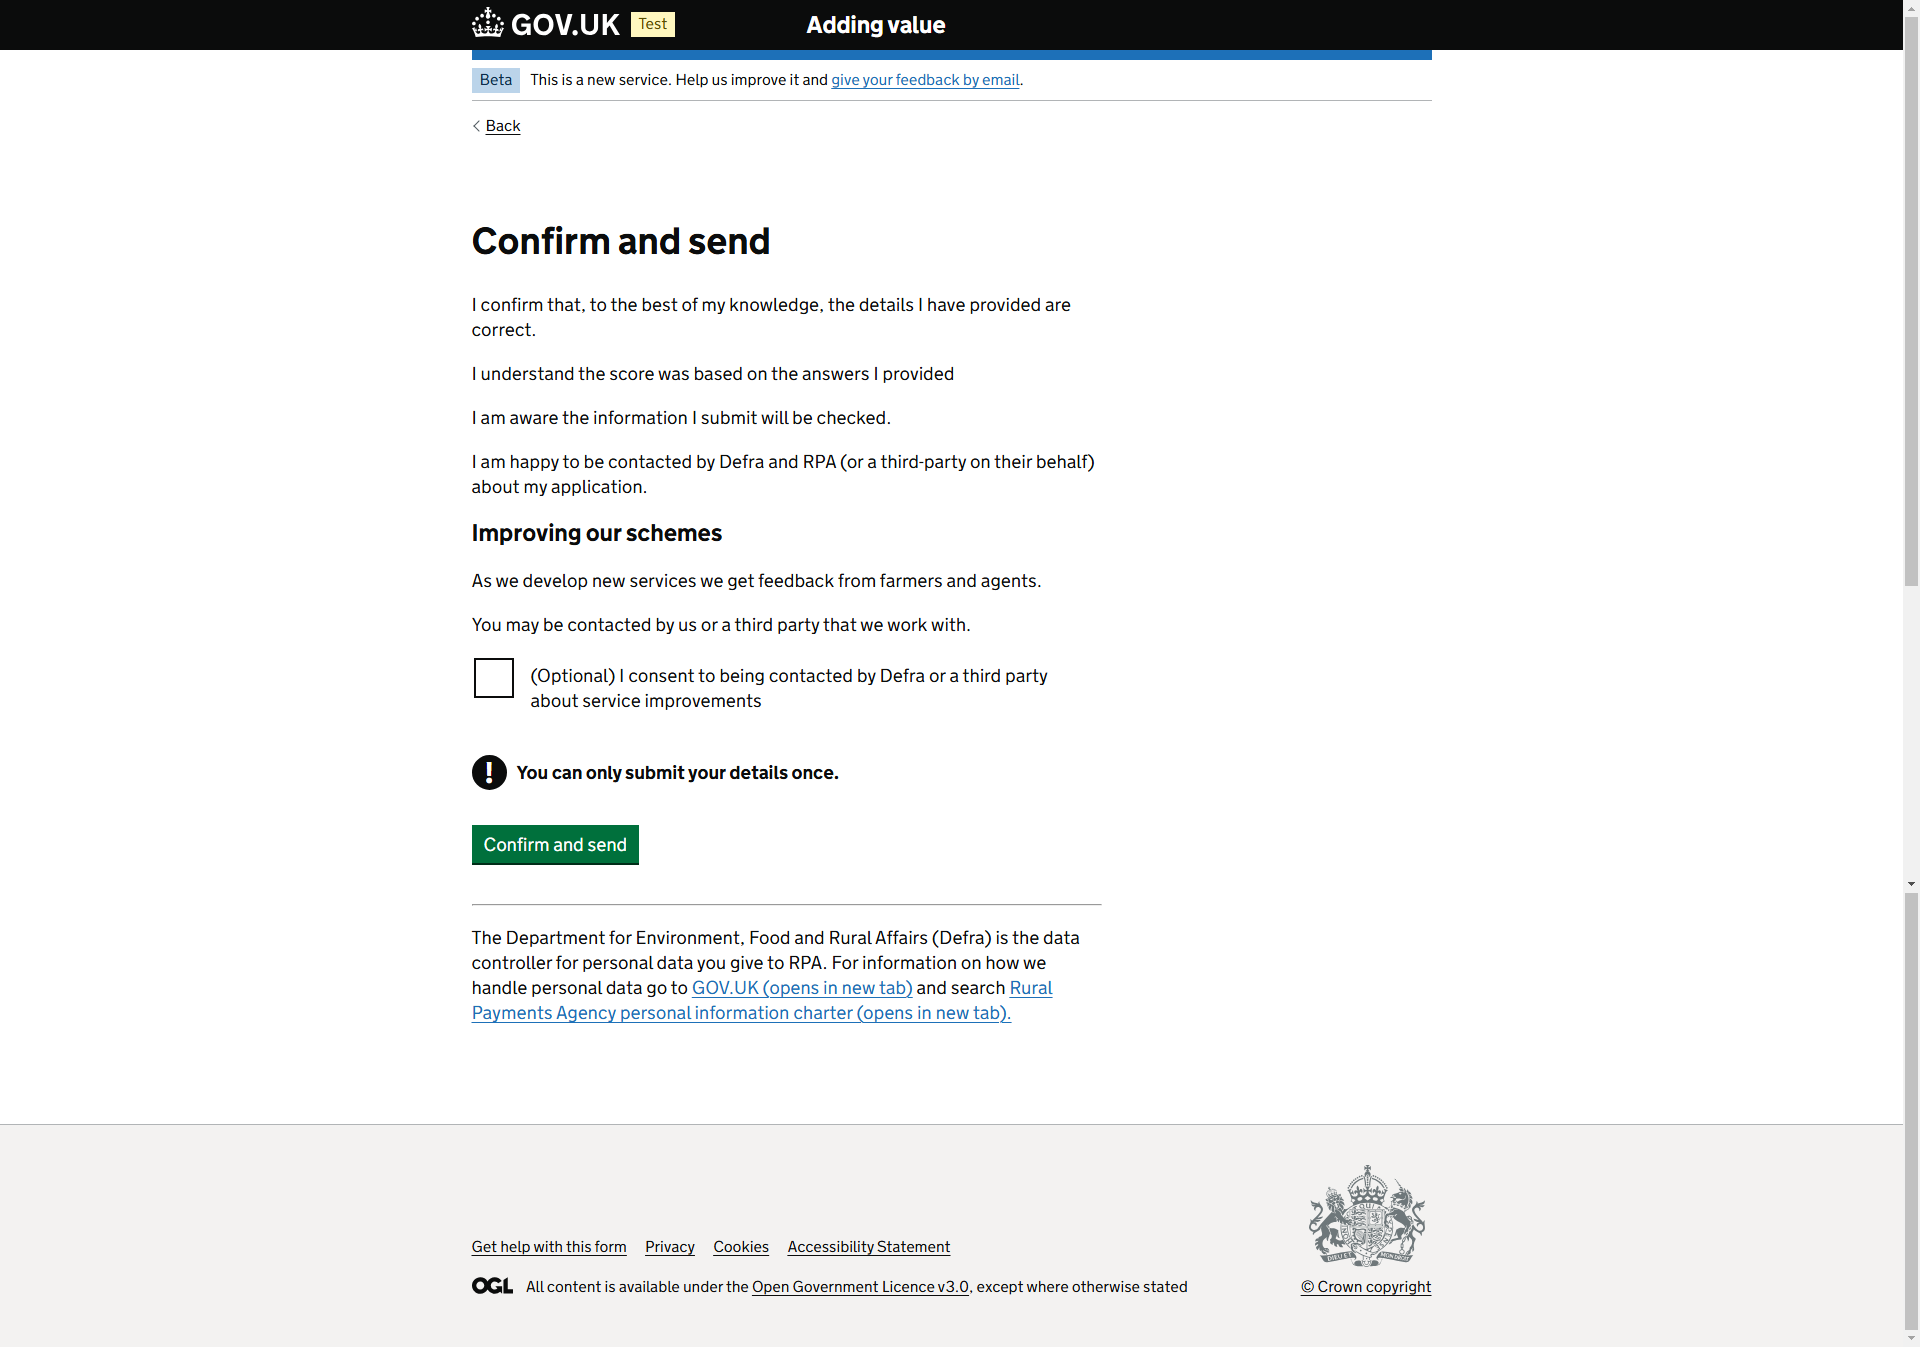 GOV.UK Test Adding value
Beta This is a new service. Help us improve it and give your feedback by email.
Back
Confirm and send
I confirm that, to the best of my knowledge, the details I have provided are
correct.
I understand the score was based on the answers I provided
I am aware the information I submit will be checked.
I am happy to be contacted by Defra and RPA (or a third-party on their behalf)
about my application.
Improving our schemes
As we develop new services we get feedback from farmers and agents.
You may be contacted by us or a third party that we work with.
(Optional) I consent to being contacted by Defra or a third party
about service improvements
! You can only submit your details once.
Confirm and send
The Department for Environment, Food and Rural Affairs (Defra) is the data
controller for personal data you give to RPA. For information on how we
handle personal data go to GOV.UK (opens in new tab) and search Rural
Payments Agency personal information charter (opens in new tab).
Get help with this form Privacy Cookies Accessibility Statement
OGL All content is available under the Open Government Licence v3.0, except where otherwise stated
© Crown copyright